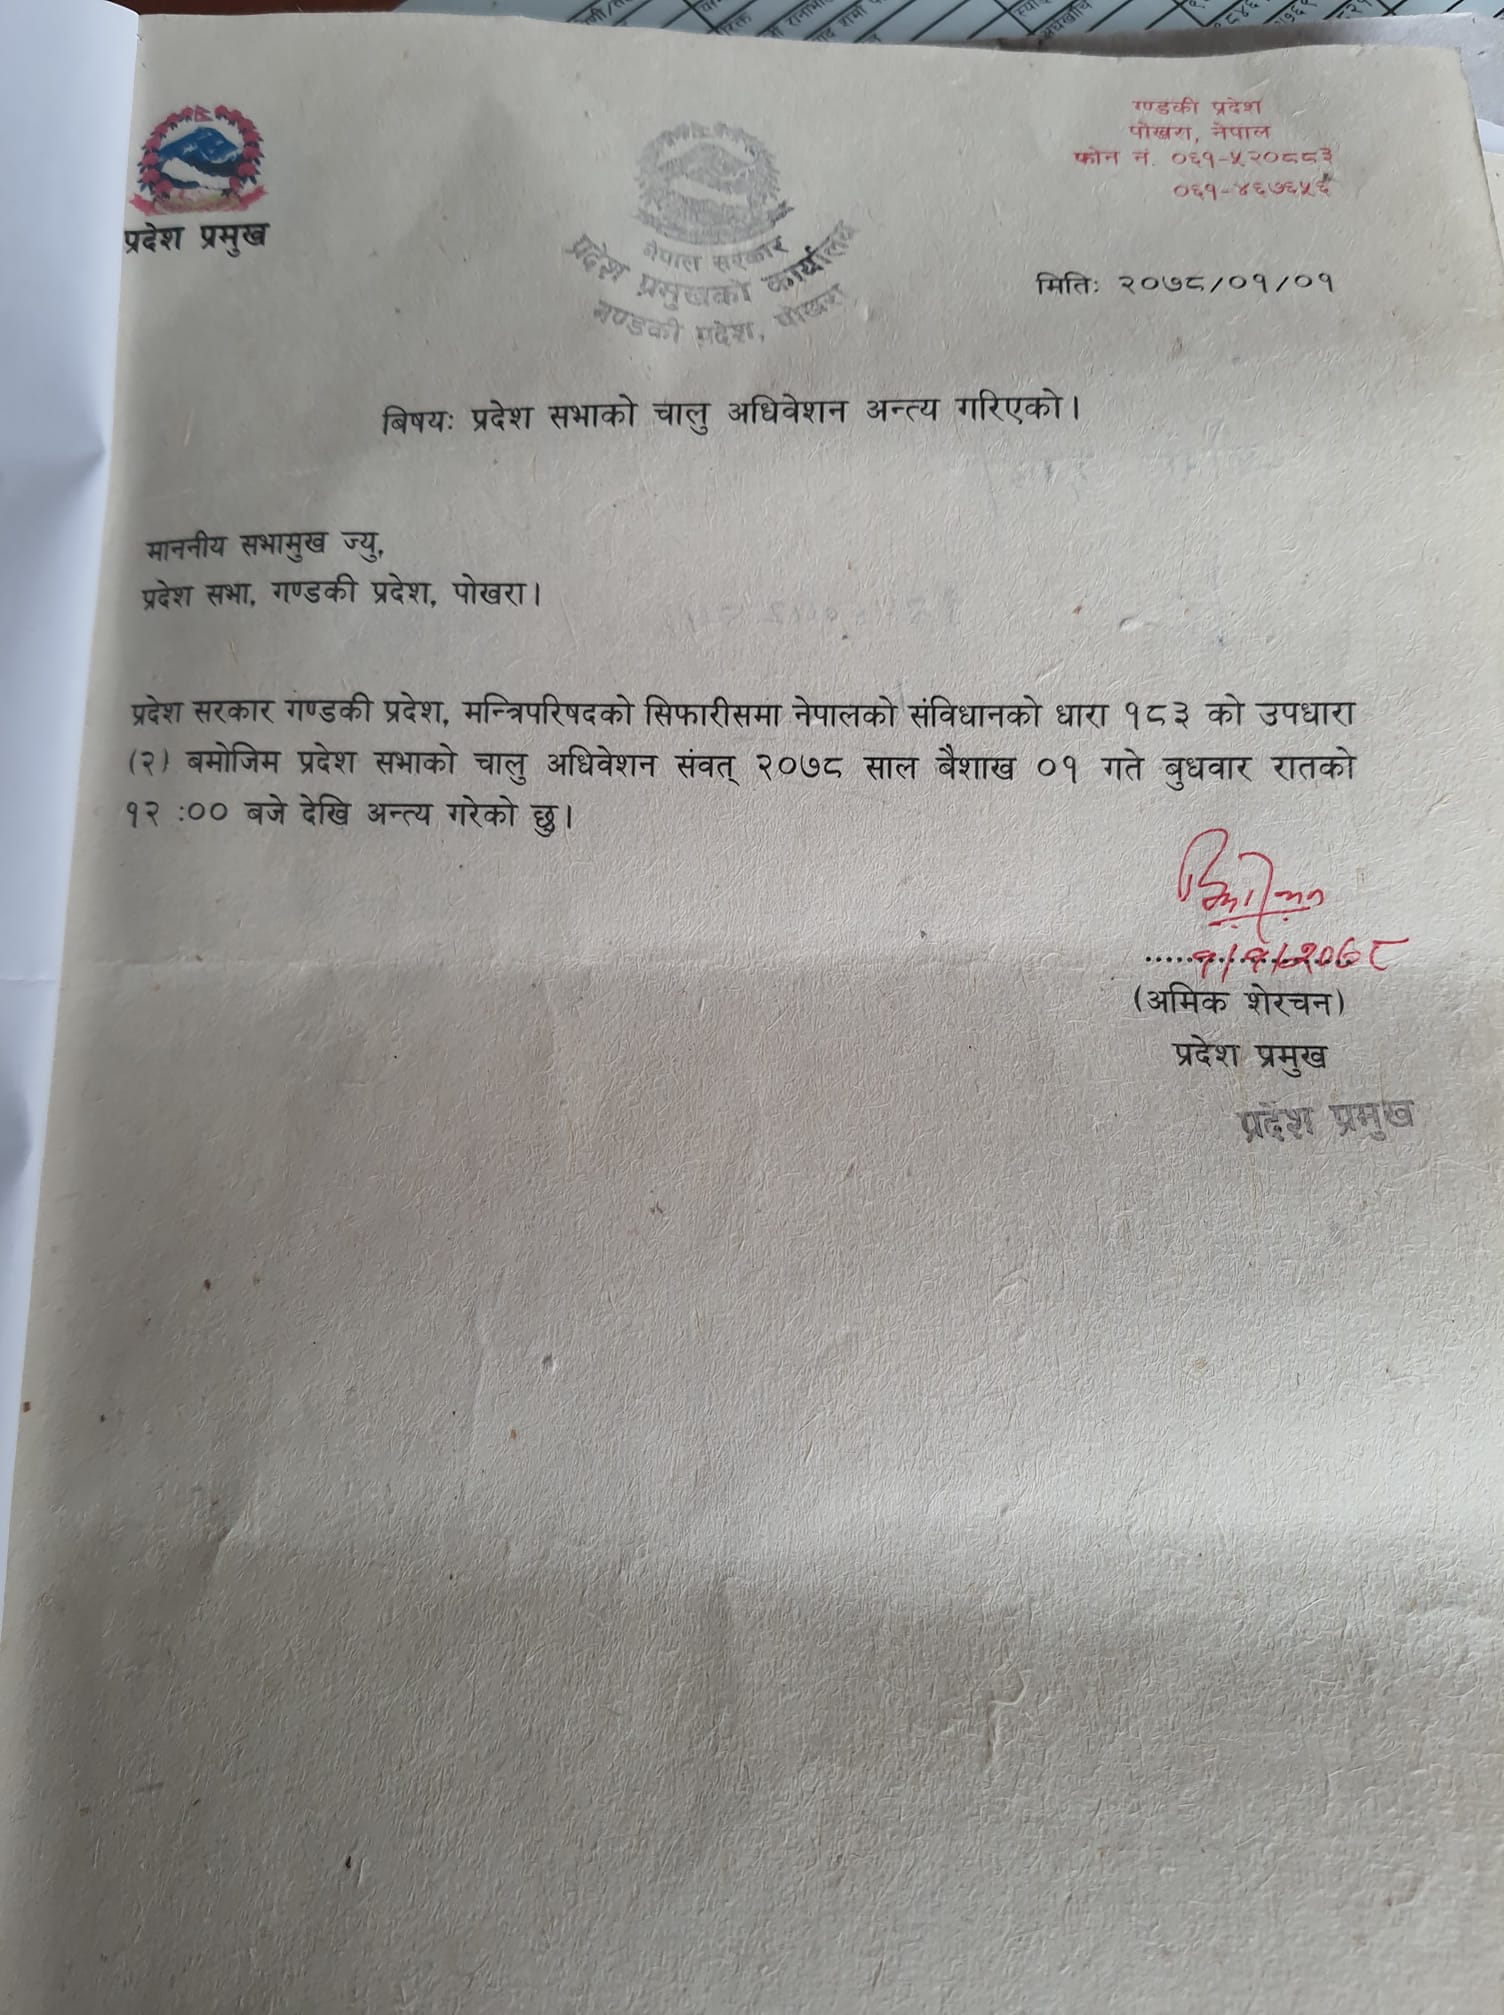 गण्डकी प्रदेश
पोखरा, नेपाल
फोन नं. ०६१-५२०८८३
०६१-४६७६५६
प्रदेश प्रमुख
नेपाल सरकार
प्रदेश प्रमुखको कार्यालय
गण्डकी प्रदेश, पोखरा
मितिः २०७८/०१/०१
बिषयः प्रदेश सभाको चालु अधिवेशन अन्त्य गरिएको।
माननीय सभामुख ज्यु,
प्रदेश सभा, गण्डकी प्रदेश, पोखरा।
प्रदेश सरकार गण्डकी प्रदेश, मन्त्रिपरिषदको सिफारीसमा नेपालको संविधानको धारा १८३ को उपधारा
(२) बमोजिम प्रदेश सभाको चालु अधिवेशन संवत् २०७८ साल बैशाख ०१ गते बुधवार रातको
१२ :०० बजे देखि अन्त्य गरेको छु।
१/१/२०७८
(अमिक शेरचन)
प्रदेश प्रमुख
प्रदेश प्रमुख